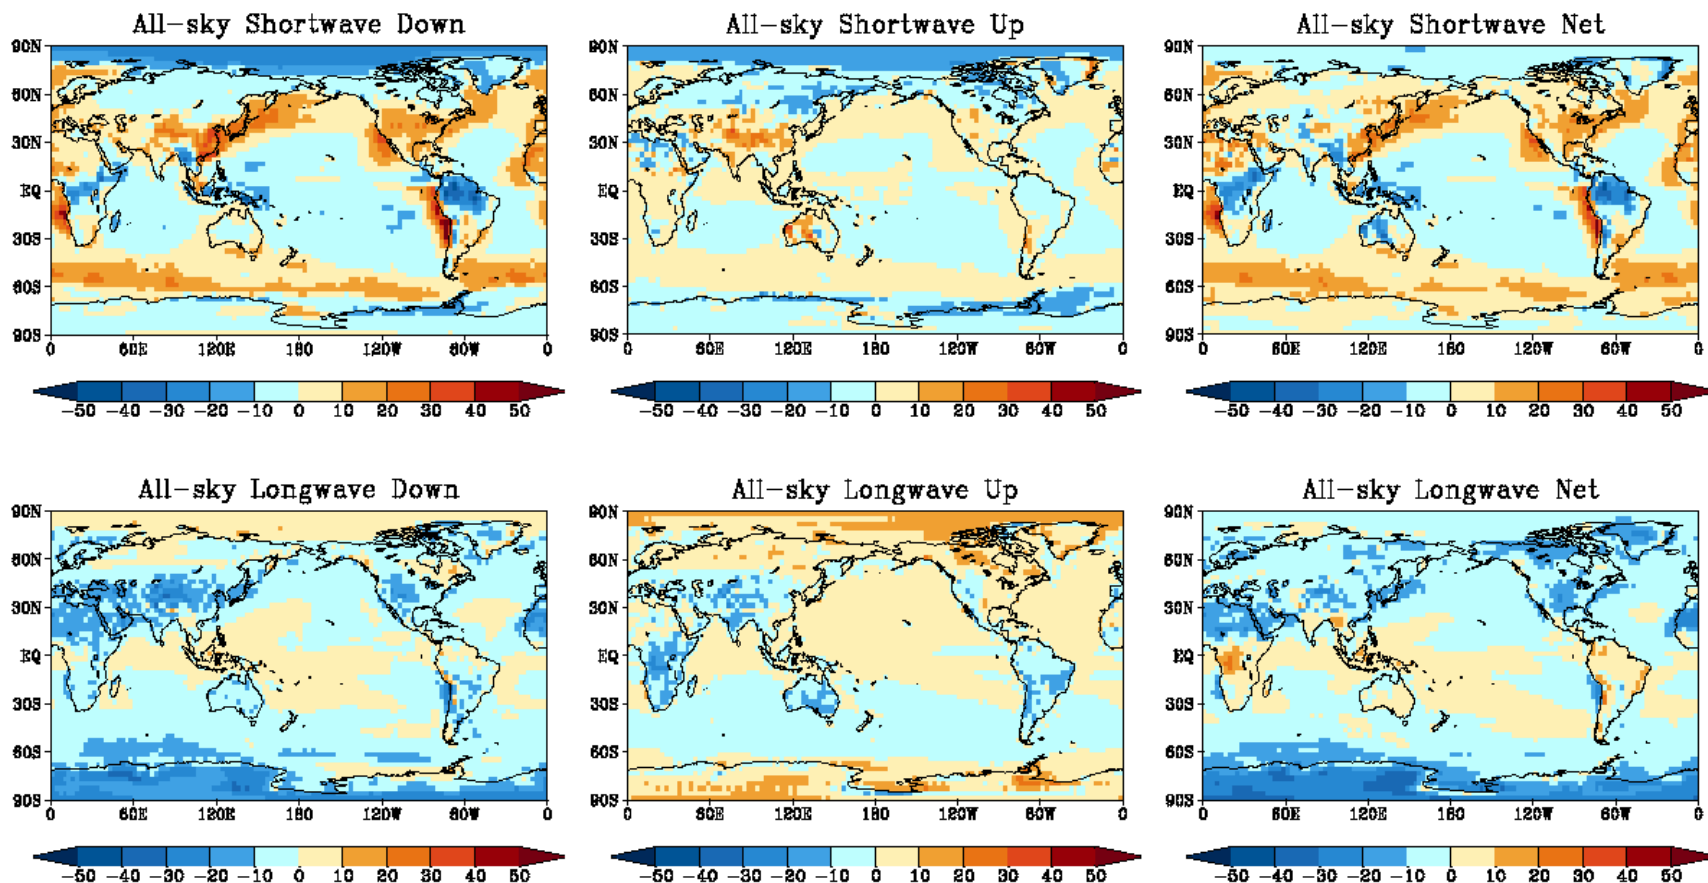 All-sky Shortwave Down
90N
60N
30N
EQ
30S
60S
90S
0 60E 120E 180 120W 60W 0
-50 -40 -30 -20 -10 0 10 20 30 40 50
All-sky Shortwave Up
90N
60N
30N
EQ
30S
60S
90S
0 60E 120E 180 120W 60W 0
-50 -40 -30 -20 -10 0 10 20 30 40 50
All-sky Shortwave Net
90N
60N
30N
EQ
30S
60S
90S
0 60E 120E 180 120W 60W 0
-50 -40 -30 -20 -10 0 10 20 30 40 50
All-sky Longwave Down
90N
60N
30N
EQ
30S
60S
90S
0 60E 120E 180 120W 60W 0
-50 -40 -30 -20 -10 0 10 20 30 40 50
All-sky Longwave Up
90N
60N
30N
EQ
30S
60S
90S
0 60E 120E 180 120W 60W 0
-50 -40 -30 -20 -10 0 10 20 30 40 50
All-sky Longwave Net
90N
60N
30N
EQ
30S
60S
90S
0 60E 120E 180 120W 60W 0
-50 -40 -30 -20 -10 0 10 20 30 40 50